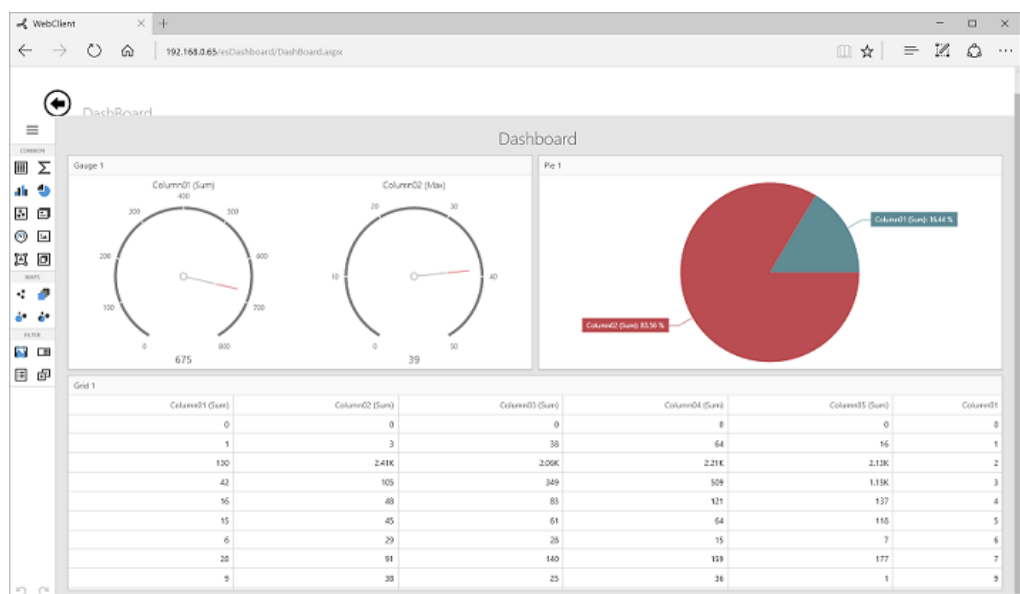 WebClient
192.168.0.65/esDashboard/DashBoard.aspx
DashBoard
COMMON
MAPS
FILTER
Dashboard
Gauge 1
Column01 (Sum)
400
300
500
200
600
100
700
0
800
675
Column02 (Max)
20
30
10
40
0
50
39
Pie 1
Column01 (Sum): 16.44 %
Column02 (Sum): 83.56 %
Grid 1
Column01 (Sum) Column02 (Sum) Column03 (Sum) Column04 (Sum) Column05 (Sum) Column01
0 0 0 0 0 0
1 3 38 64 16 1
130 2.41K 2.06K 2.21K 2.13K 2
42 105 349 509 1.15K 3
16 48 83 121 137 4
15 45 61 64 118 5
6 29 28 15 7 6
28 91 140 159 177 7
9 38 25 36 1 9